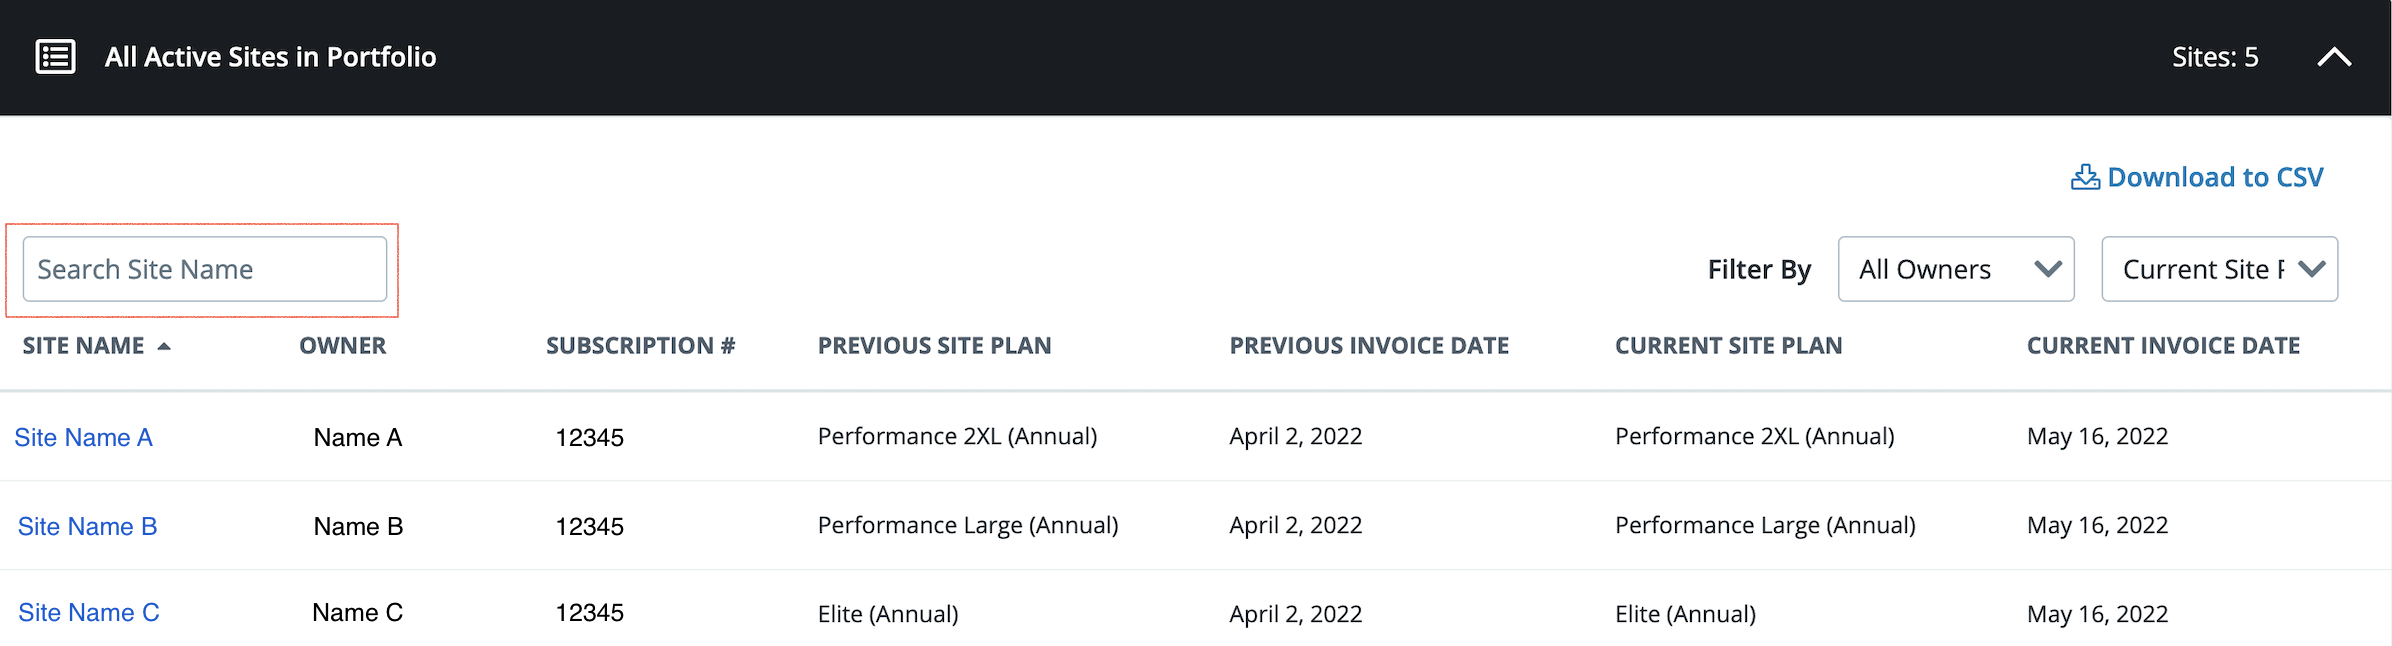 All Active Sites in Portfolio Sites: 5
Download to CSV
Search Site Name Filter By All Owners Current Site
SITE NAME OWNER SUBSCRIPTION # PREVIOUS SITE PLAN PREVIOUS INVOICE DATE CURRENT SITE PLAN CURRENT INVOICE DATE
Site Name A Name A 12345 Performance 2XL (Annual) April 2, 2022 Performance 2XL (Annual) May 16, 2022
Site Name B Name B 12345 Performance Large (Annual) April 2, 2022 Performance Large (Annual) May 16, 2022
Site Name C Name C 12345 Elite (Annual) April 2, 2022 Elite (Annual) May 16, 2022